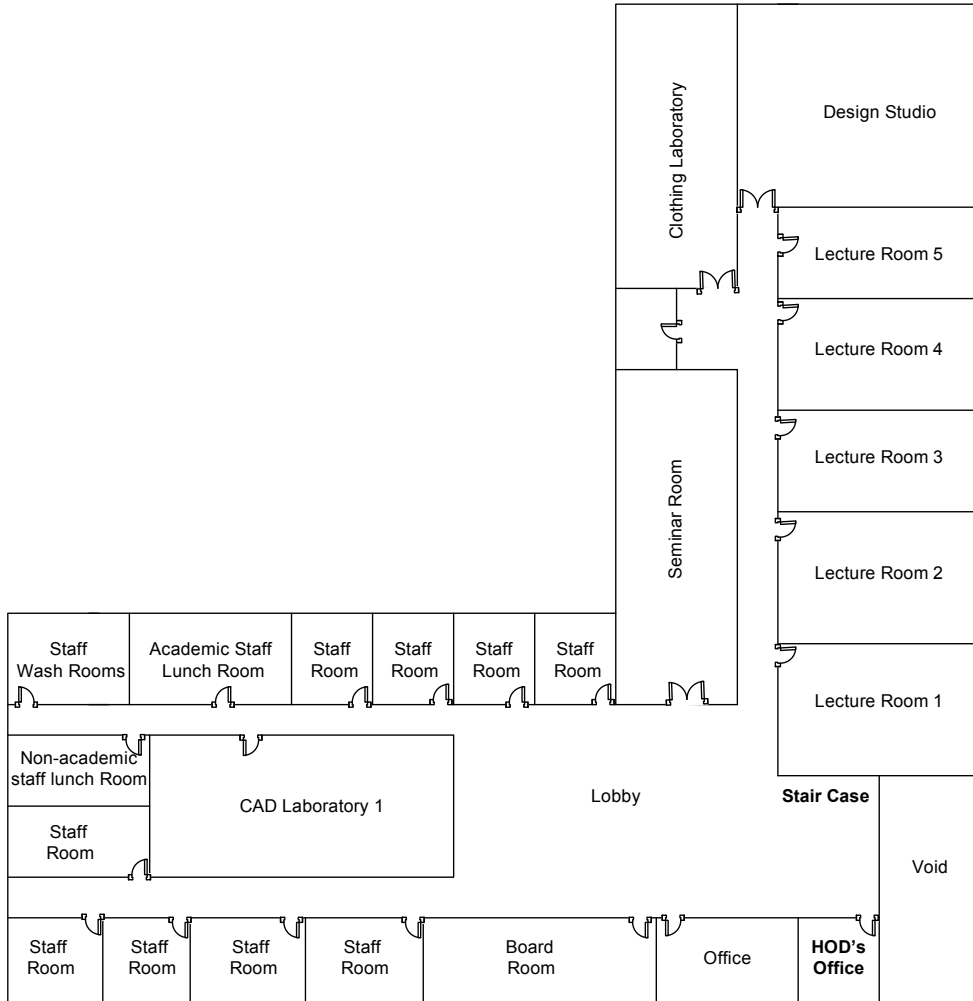 Design Studio
Clothing Laboratory
Lecture Room 5
Lecture Room 4
Lecture Room 3
Seminar Room
Lecture Room 2
Staff
Wash Rooms
Academic Staff
Lunch Room
Staff
Room
Staff
Room
Staff
Room
Staff
Room
Lecture Room 1
Non-academic
staff lunch Room
CAD Laboratory 1
Lobby
Stair Case
Staff
Room
Void
Staff
Room
Staff
Room
Staff
Room
Staff
Room
Board
Room
Office
HOD's
Office